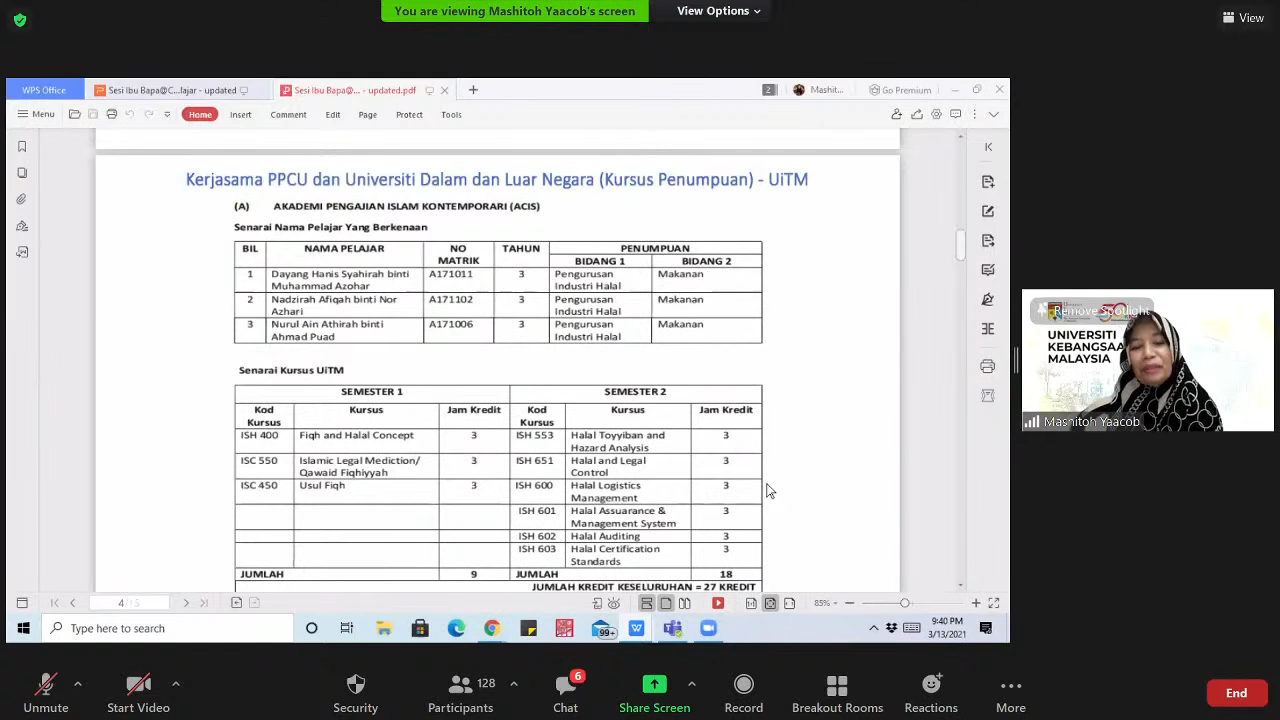 You are viewing Mashitoh Yaacob's screen
View Options
View
WPS Office
Sesi Ibu Bapa@C...fajar - updated
Sesi Ibu Bapa@... - updated.pdf
2
Mashit...
Go Premium
Menu
Home
Insert
Comment
Edit
Page
Protect
Tools
Kerjasama PPCU dan Universiti Dalam dan Luar Negara (Kursus Penumpuan) - UiTM
(A) AKADEMI PENGAJIAN ISLAM KONTEMPORARI (ACIS)
Senarai Nama Pelajar Yang Berkenaan
BIL NAMA PELAJAR NO MATRIK TAHUN PENUMPUAN
BIDANG 1 BIDANG 2
1 Dayang Hanis Syahirah binti Muhammad Azohar A171011 3 Pengurusan Industri Halal Makanan
2 Nadzirah Afiqah binti Nor Azhari A171102 3 Pengurusan Industri Halal Makanan
3 Nurul Ain Athirah binti Ahmad Puad A171006 3 Pengurusan Industri Halal Makanan
Senarai Kursus UiTM
SEMESTER 1 SEMESTER 2
Kod Kursus Kursus Jam Kredit Kod Kursus Kursus Jam Kredit
ISH 400 Fiqh and Halal Concept 3 ISH 553 Halal Toyyiban and Hazard Analysis 3
ISC 550 Islamic Legal Mediction/ Qawaid Fiqhiyyah 3 ISH 651 Halal and Legal Control 3
ISC 450 Usul Fiqh 3 ISH 600 Halal Logistics Management 3
ISH 601 Halal Assuarance & Management System 3
ISH 602 Halal Auditing 3
ISH 603 Halal Certification Standards 3
JUMLAH 9 JUMLAH 18
JUMLAH KREDIT KESELURUHAN = 27 KREDIT
Remove Spotlight
UNIVERSITI
KEBANGSAA
MALAYSIA
Mashitoh Yaacob
85%
Type here to search
99+
9:40 PM
3/13/2021
Unmute
Start Video
Security
Participants
128
Chat
6
Share Screen
Record
Breakout Rooms
Reactions
More
End